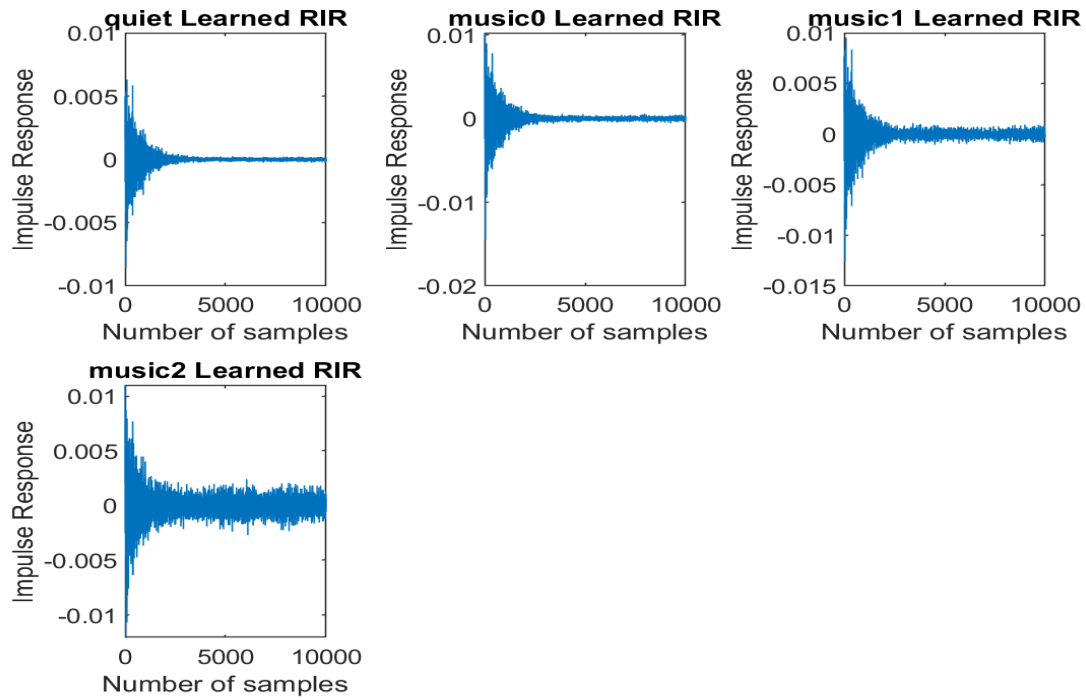 quiet Learned RIR
0.01
0.005
0
-0.005
-0.01
Impulse Response
0 5000 10000
Number of samples
music0 Learned RIR
0.01
0
-0.01
-0.02
Impulse Response
0 5000 10000
Number of samples
music1 Learned RIR
0.01
0.005
0
-0.005
-0.01
-0.015
Impulse Response
0 5000 10000
Number of samples
music2 Learned RIR
0.01
0.005
0
-0.005
-0.01
Impulse Response
0 5000 10000
Number of samples